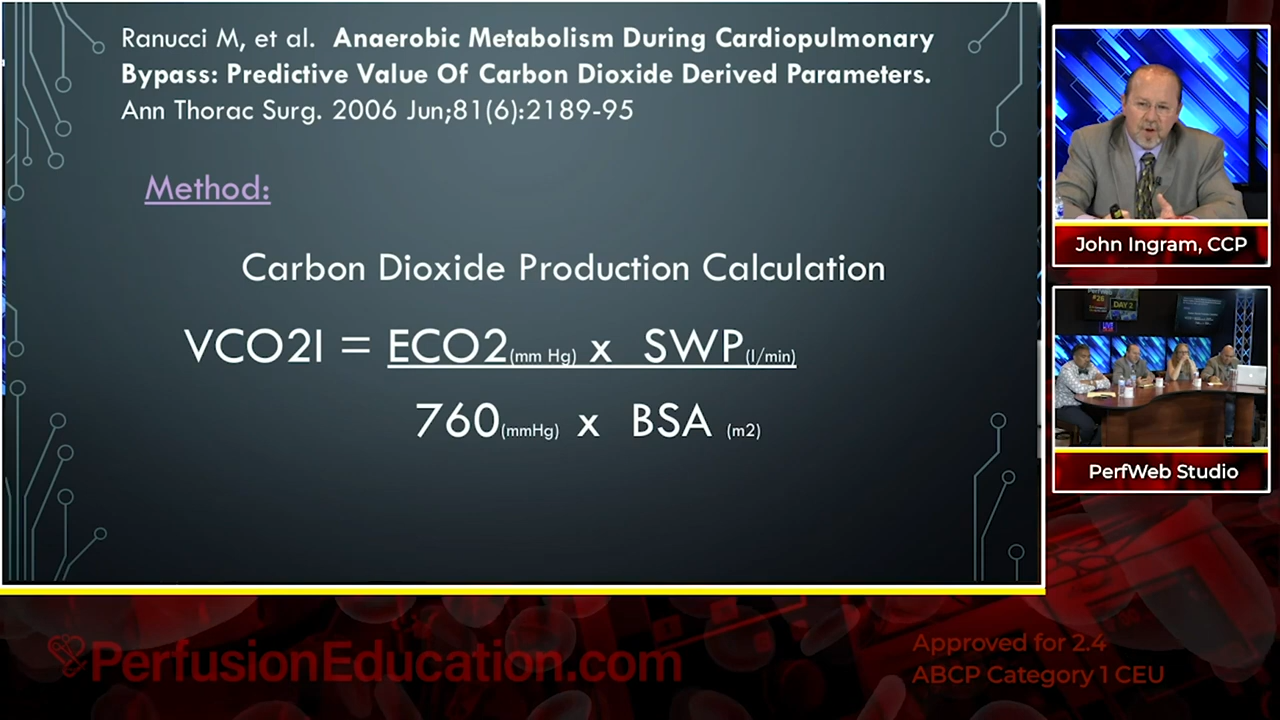 Ranucci M, et al. Anaerobic Metabolism During Cardiopulmonary
Bypass: Predictive Value Of Carbon Dioxide Derived Parameters.
Ann Thorac Surg. 2006 Jun;81(6):2189-95
Method:
Carbon Dioxide Production Calculation
VCO2I = ECO2(mm Hg) x SWP(l/min)
760(mmHg) x BSA (m2)
John Ingram, CCP
DAY 2
PerfWeb Studio
PerfusionEducation.com
Approved for 2.4
ABCP Category 1 CEU